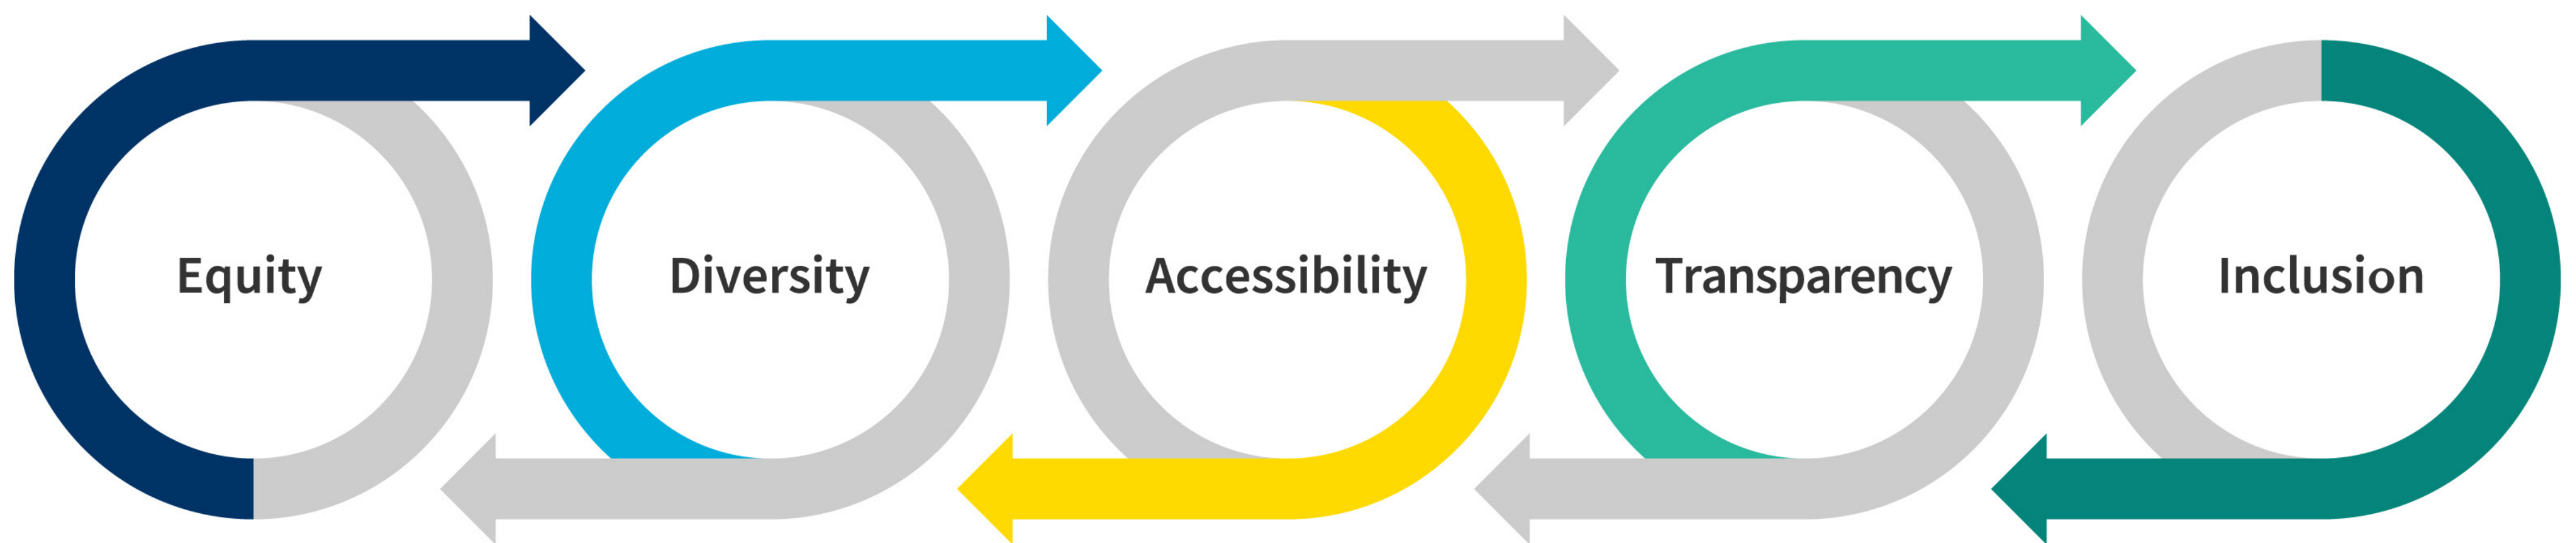 Equity
Diversity
Accessibility
Transparency
Inclusion